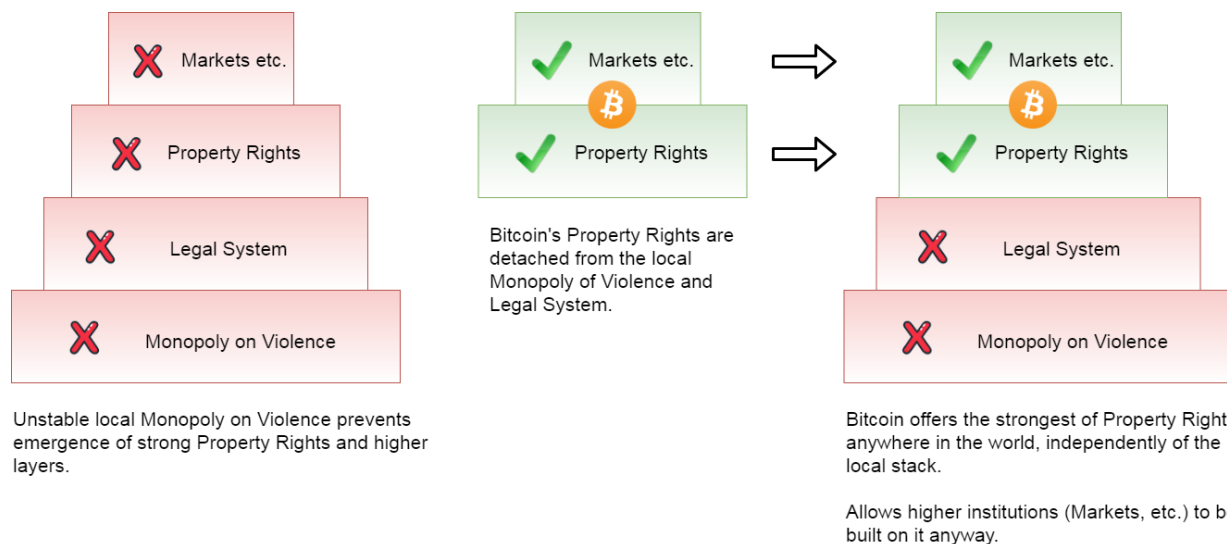 Markets etc.
Property Rights
Legal System
Monopoly on Violence
Unstable local Monopoly on Violence prevents
emergence of strong Property Rights and higher
layers.
Markets etc.
Property Rights
Bitcoin's Property Rights are
detached from the local
Monopoly of Violence and
Legal System.
Markets etc.
Property Rights
Legal System
Monopoly on Violence
Bitcoin offers the strongest of Property Right
anywhere in the world, independently of the
local stack.
Allows higher institutions (Markets, etc.) to b
built on it anyway.